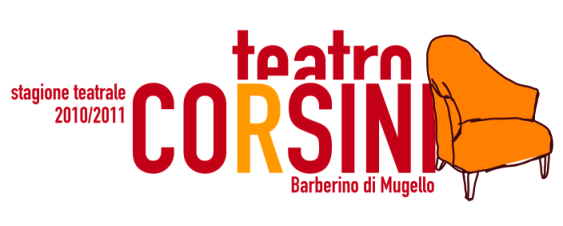 teatro
stagione teatrale
2010/2011
CORSINI
Barberino di Mugello